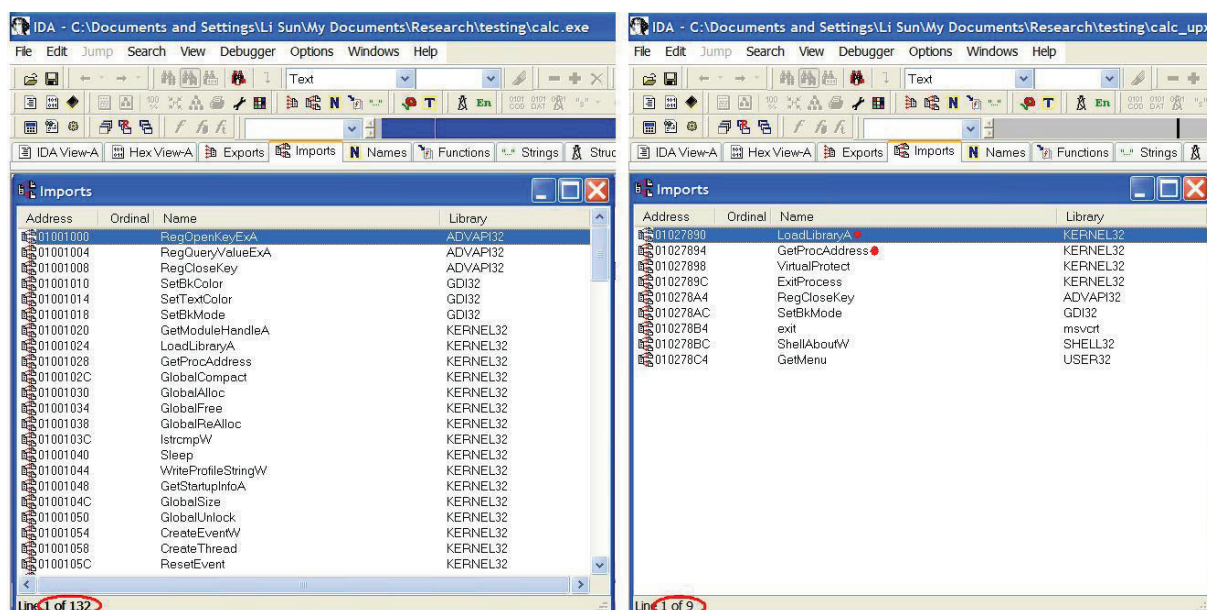 IDA - C:\Documents and Settings\Li Sun\My Documents\Research\testing\calc.exe
File Edit Jump Search View Debugger Options Windows Help
Text
En
IDA View-A Hex View-A Exports Imports N Names Functions Strings Struc
Imports
Address Ordinal Name Library
01001000 RegOpenKeyExA ADVAPI32
01001004 RegQueryValueExA ADVAPI32
01001008 RegCloseKey ADVAPI32
01001010 SetBkColor GDI32
01001014 SetTextColor GDI32
01001018 SetBkMode GDI32
01001020 GetModuleHandleA KERNEL32
01001024 LoadLibraryA KERNEL32
01001028 GetProcAddress KERNEL32
0100102C GlobalCompact KERNEL32
01001030 GlobalAlloc KERNEL32
01001034 GlobalFree KERNEL32
01001038 GlobalReAlloc KERNEL32
0100103C lstrcmpW KERNEL32
01001040 Sleep KERNEL32
01001044 WriteProfileStringW KERNEL32
01001048 GetStartupInfoA KERNEL32
0100104C GlobalSize KERNEL32
01001050 GlobalUnlock KERNEL32
01001054 CreateEventW KERNEL32
01001058 CreateThread KERNEL32
0100105C ResetEvent KERNEL32
Line 1 of 132
IDA - C:\Documents and Settings\Li Sun\My Documents\Research\testing\calc_upx
File Edit Jump Search View Debugger Options Windows Help
Text
En
IDA View-A Hex View-A Exports Imports N Names Functions Strings
Imports
Address Ordinal Name Library
01027890 LoadLibraryA KERNEL32
01027894 GetProcAddress KERNEL32
01027898 VirtualProtect KERNEL32
0102789C ExitProcess KERNEL32
010278A4 RegCloseKey ADVAPI32
010278AC SetBkMode GDI32
010278B4 exit msvcrt
010278BC ShellAboutW SHELL32
010278C4 GetMenu USER32
Line 1 of 9